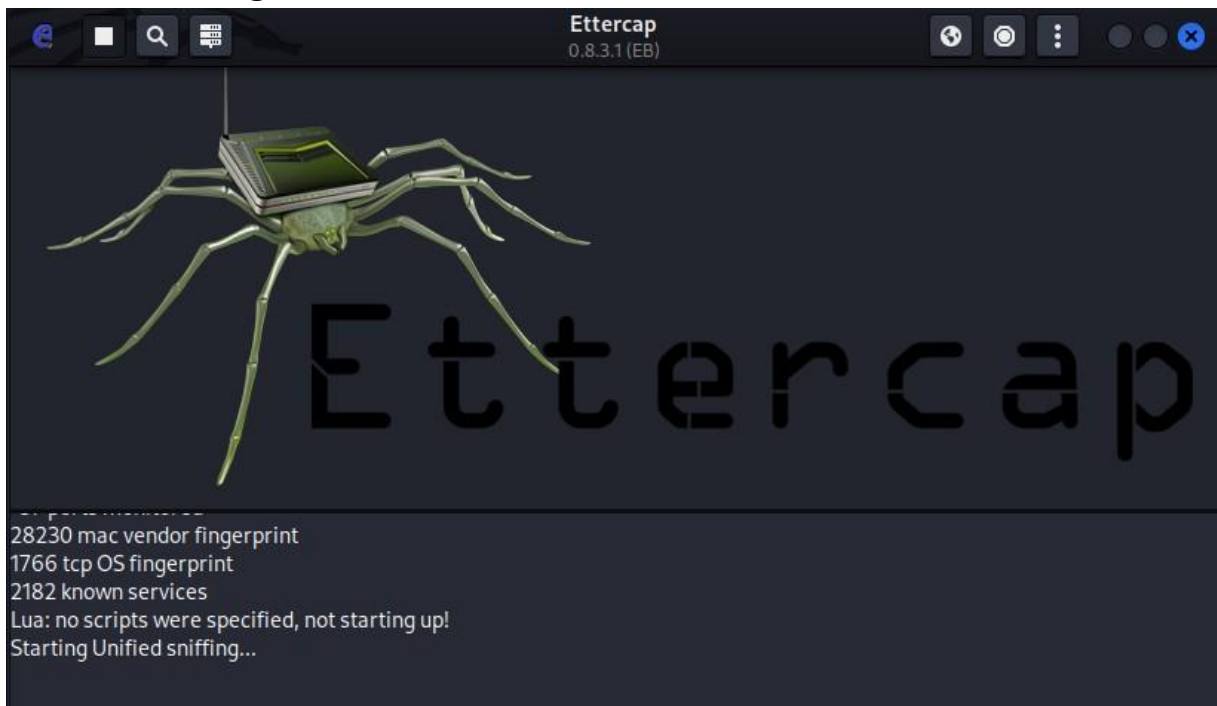 Ettercap
0.8.3.1 (EB)
Ettercap
28230 mac vendor fingerprint
1766 tcp OS fingerprint
2182 known services
Lua: no scripts were specified, not starting up!
Starting Unified sniffing...